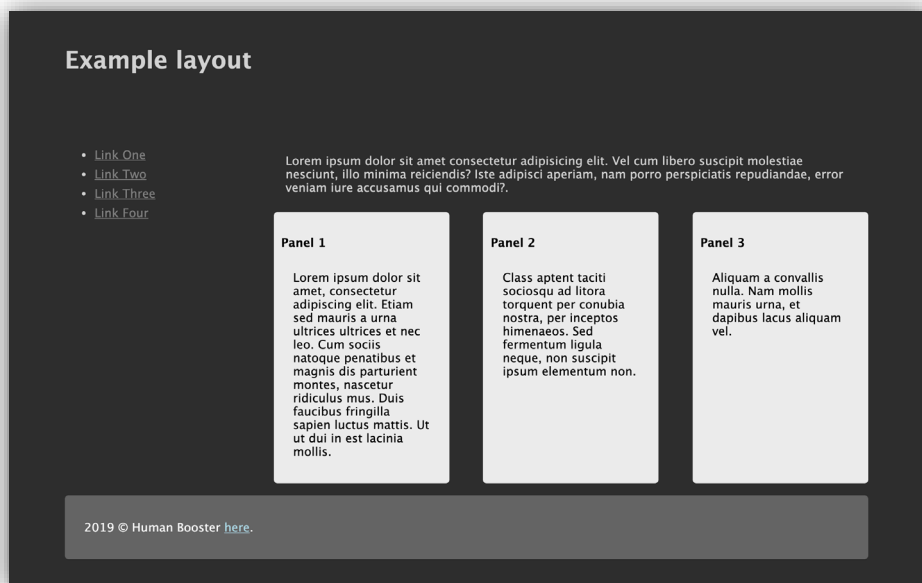 Example layout
Link One
Link Two
Link Three
Link Four
Lorem ipsum dolor sit amet consectetur adipisicing elit. Vel cum libero suscipit molestiae
nesciunt, illo minima reiciendis? Iste adipisci aperiam, nam porro perspiciatis repudiandae, error
veniam iure accusamus qui commodi?.
Panel 1
Lorem ipsum dolor sit
amet, consectetur
adipiscing elit. Etiam
sed mauris a urna
ultrices ultrices et nec
leo. Cum sociis
natoque penatibus et
magnis dis parturient
montes, nascetur
ridiculus mus. Duis
faucibus fringilla
sapien luctus mattis. Ut
ut dui in est lacinia
mollis.
Panel 2
Class aptent taciti
sociosqu ad litora
torquent per conubia
nostra, per inceptos
himenaeos. Sed
fermentum ligula
neque, non suscipit
ipsum elementum non.
Panel 3
Aliquam a convallis
nulla. Nam mollis
mauris urna, et
dapibus lacus aliquam
vel.
2019 © Human Booster here.